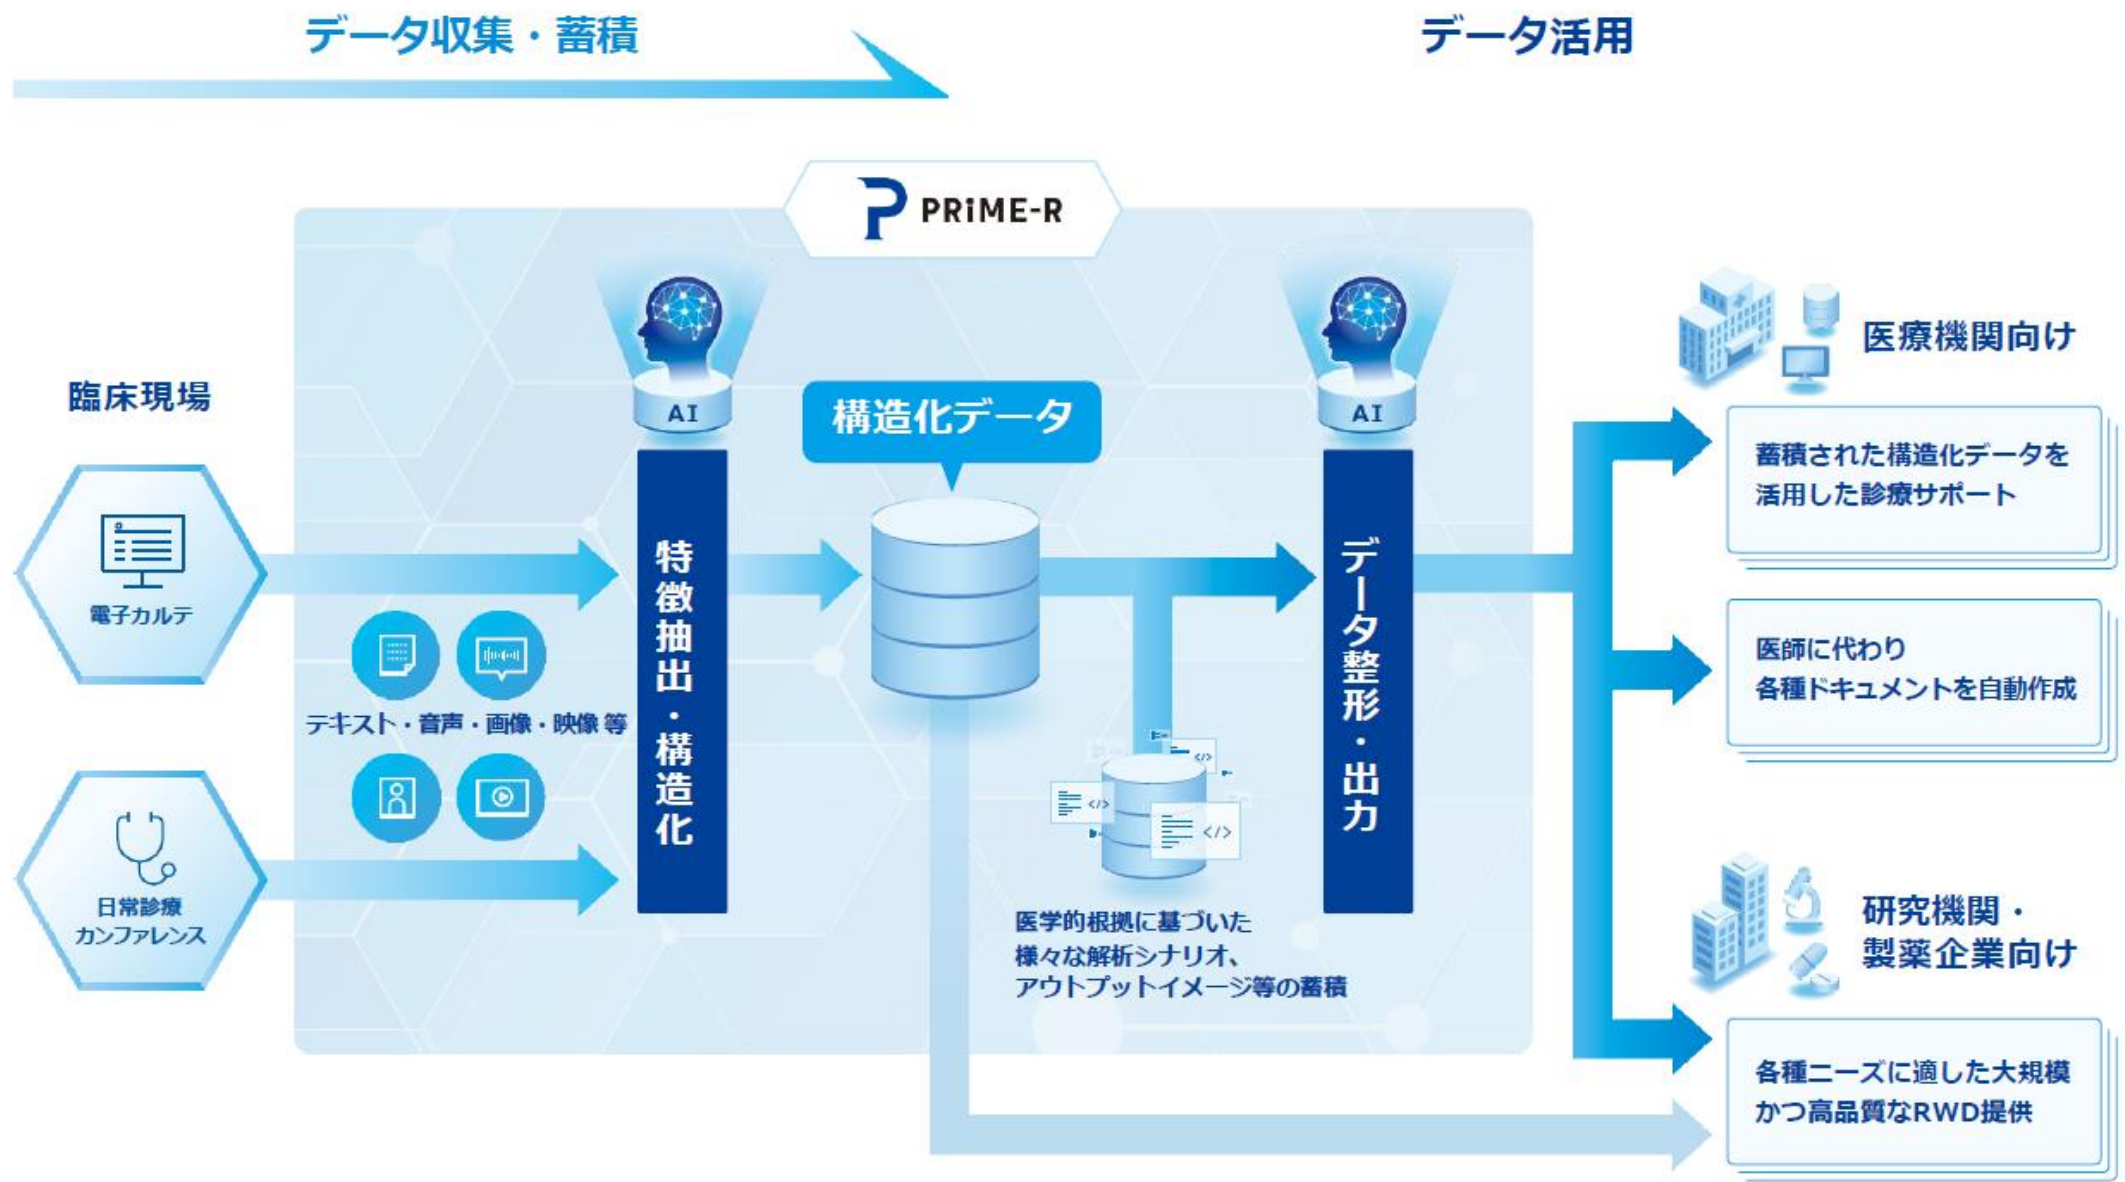 データ収集・蓄積
データ活用
PRiME-R
臨床現場
電子カルテ
日常診療
カンファレンス
テキスト・音声・画像・映像 等
AI
特徴抽出・構造化
構造化データ
</>
</>
</>
医学的根拠に基づいた
様々な解析シナリオ、
アウトプットイメージ等の蓄積
AI
データ整形・出力
医療機関向け
蓄積された構造化データを
活用した診療サポート
医師に代わり
各種ドキュメントを自動作成
研究機関・
製薬企業向け
各種ニーズに適した大規模
かつ高品質なRWD提供